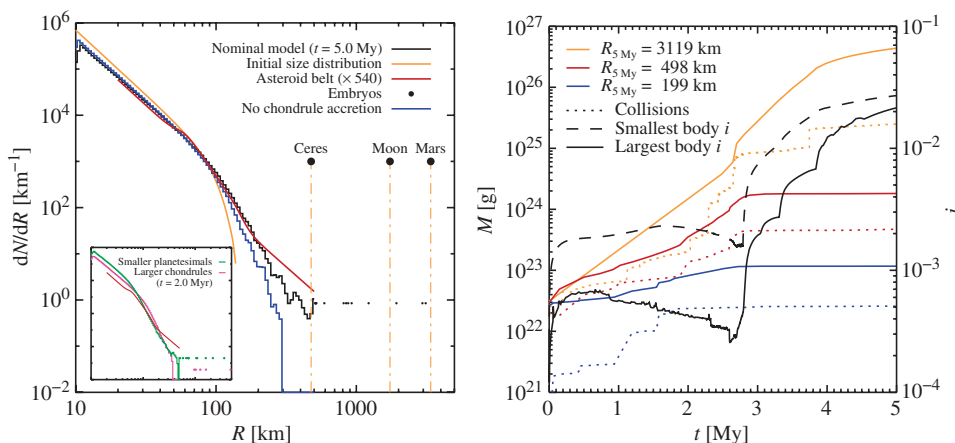 Nominal model (t = 5.0 My)
Initial size distribution
Asteroid belt (× 540)
Embryos
No chondrule accretion
Ceres
Moon
Mars
Smaller planetesimals
Larger chondrules
(t = 2.0 Myr)
10^6
10^4
10^2
10^0
10^−2
dN/dR [km^−1]
10
100
1000
R [km]
R_5 My = 3119 km
R_5 My = 498 km
R_5 My = 199 km
Collisions
Smallest body i
Largest body i
10^26
10^25
10^24
10^23
10^22
10^21
M [g]
10^−1
10^−2
10^−3
10^−4
i
0
1
2
3
4
5
t [My]